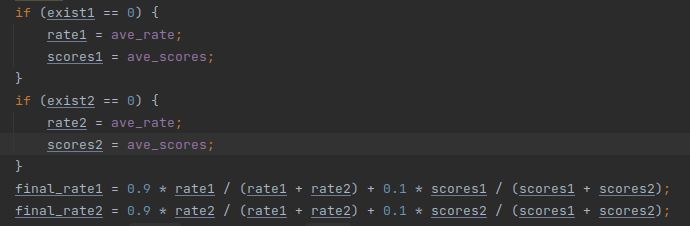 if (exist1 == 0) {
    rate1 = ave_rate;
    scores1 = ave_scores;
}
if (exist2 == 0) {
    rate2 = ave_rate;
    scores2 = ave_scores;
}
final_rate1 = 0.9 * rate1 / (rate1 + rate2) + 0.1 * scores1 / (scores1 + scores2);
final_rate2 = 0.9 * rate2 / (rate1 + rate2) + 0.1 * scores2 / (scores1 + scores2);